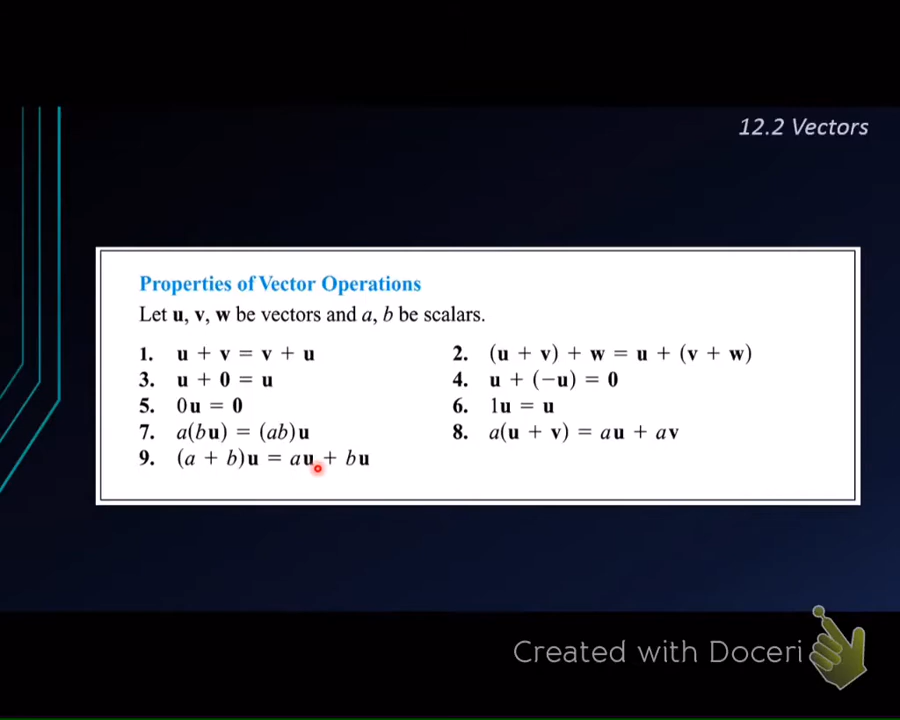 12.2 Vectors
Properties of Vector Operations
Let u, v, w be vectors and a, b be scalars.
1. u + v = v + u
2. (u + v) + w = u + (v + w)
3. u + 0 = u
4. u + (−u) = 0
5. 0u = 0
6. 1u = u
7. a(bu) = (ab)u
8. a(u + v) = au + av
9. (a + b)u = au + bu
Created with Doceri